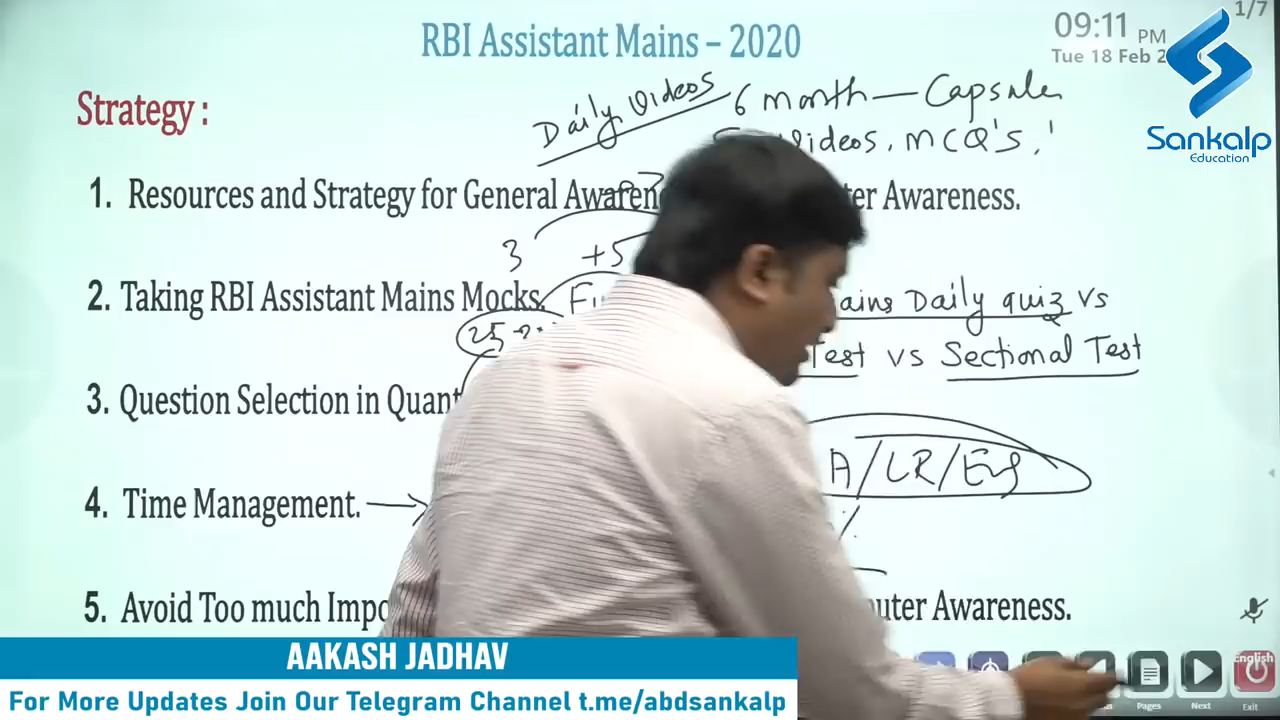 RBI Assistant Mains – 2020
09:11 PM
Tue 18 Feb 2
1/7
Sankalp
Education
Strategy :
Daily Videos
6 month — Capsule
Videos, MCQ's
1. Resources and Strategy for General Awaren ter Awareness.
3 +5
2. Taking RBI Assistant Mains Mocks. ains Daily quiz vs
25
Test vs Sectional Test
3. Question Selection in Quant
A/LR/Eng
4. Time Management. →
5. Avoid Too much Impo uter Awareness.
AAKASH JADHAV
For More Updates Join Our Telegram Channel t.me/abdsankalp
English
Pages Next Exit